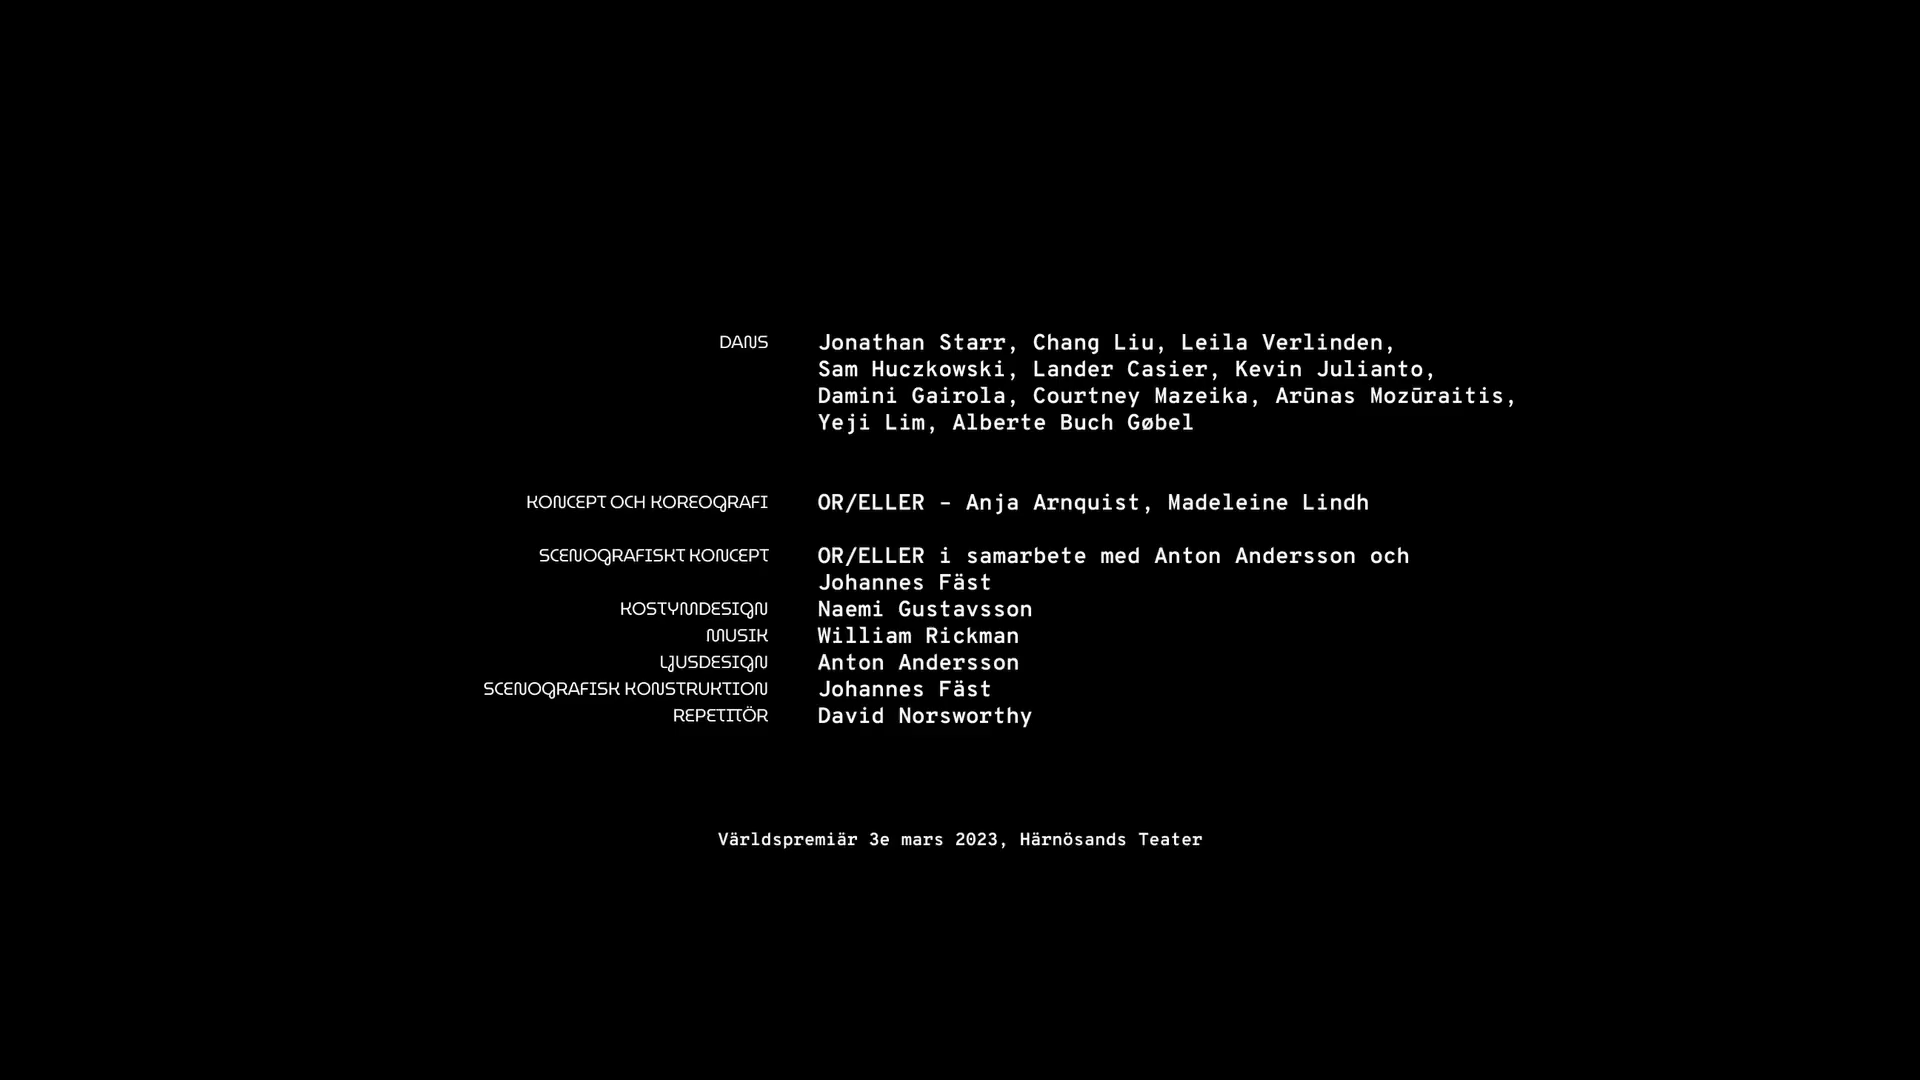 DANS Jonathan Starr, Chang Liu, Leila Verlinden,
Sam Huczkowski, Lander Casier, Kevin Julianto,
Damini Gairola, Courtney Mazeika, Arūnas Mozūraitis,
Yeji Lim, Alberte Buch Gøbel
KONCEPT OCH KOREOGRAFI OR/ELLER – Anja Arnquist, Madeleine Lindh
SCENOGRAFISKT KONCEPT OR/ELLER i samarbete med Anton Andersson och
Johannes Fäst
KOSTYMDESIGN Naemi Gustavsson
MUSIK William Rickman
LJUSDESIGN Anton Andersson
SCENOGRAFISK KONSTRUKTION Johannes Fäst
REPETITÖR David Norsworthy
Världspremiär 3e mars 2023, Härnösands Teater